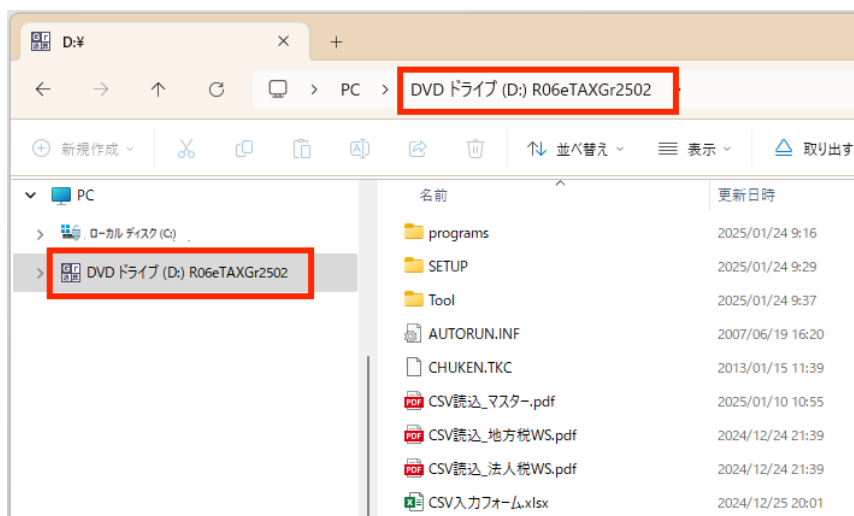 D:¥
PC > DVD ドライブ (D:) R06eTAXGr2502
新規作成 並べ替え 表示 取り出す
PC
ローカル ディスク (C:)
DVD ドライブ (D:) R06eTAXGr2502
名前 更新日時
programs 2025/01/24 9:16
SETUP 2025/01/24 9:29
Tool 2025/01/24 9:37
AUTORUN.INF 2007/06/19 16:20
CHUKEN.TKC 2013/01/15 11:39
CSV読込_マスター.pdf 2025/01/10 10:55
CSV読込_地方税WS.pdf 2024/12/24 21:39
CSV読込_法人税WS.pdf 2024/12/24 21:39
CSV入力フォーム.xlsx 2024/12/25 20:01